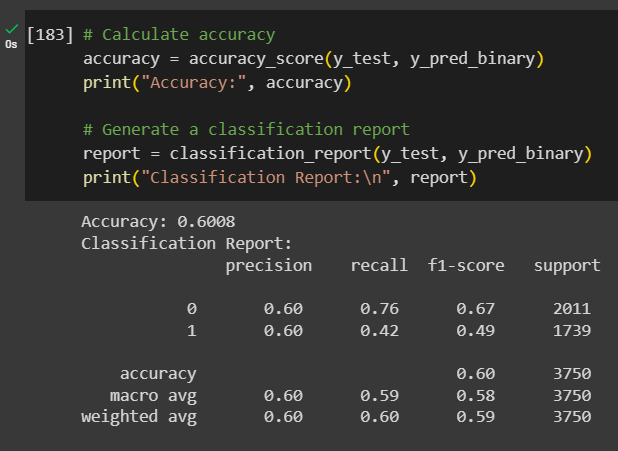 [183] # Calculate accuracy
0s
accuracy = accuracy_score(y_test, y_pred_binary)
print("Accuracy:", accuracy)
# Generate a classification report
report = classification_report(y_test, y_pred_binary)
print("Classification Report:\n", report)
Accuracy: 0.6008
Classification Report:
precision recall f1-score support
0 0.60 0.76 0.67 2011
1 0.60 0.42 0.49 1739
accuracy 0.60 3750
macro avg 0.60 0.59 0.58 3750
weighted avg 0.60 0.60 0.59 3750